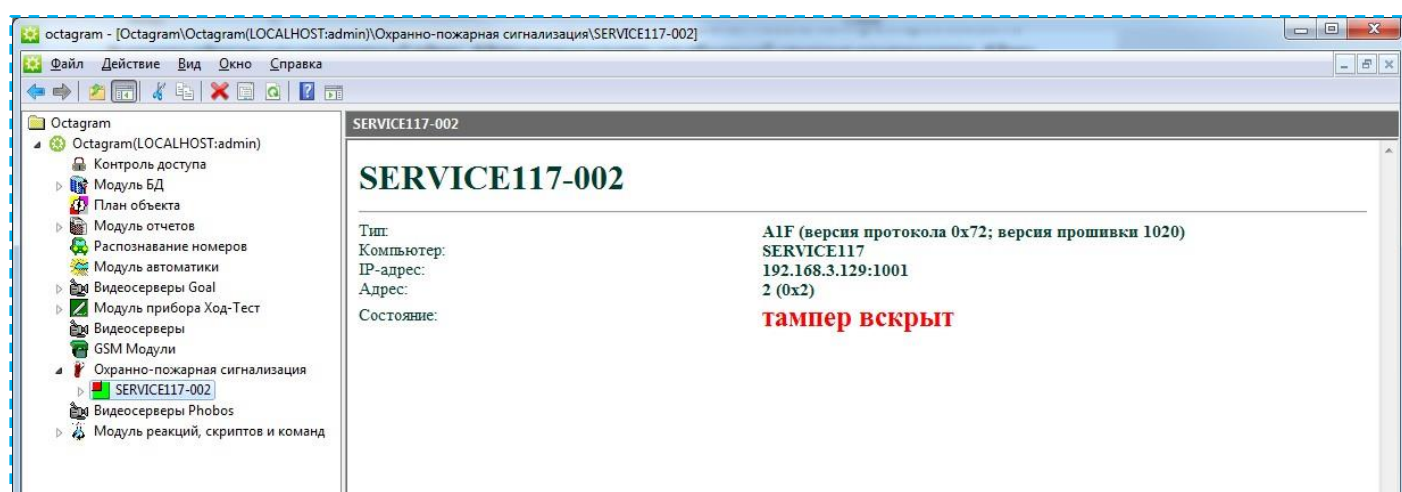 octagram - [Octagram\Octagram(LOCALHOST:admin)\Охранно-пожарная сигнализация\SERVICE117-002]
Файл Действие Вид Окно Справка
Octagram
Octagram(LOCALHOST:admin)
Контроль доступа
Модуль БД
План объекта
Модуль отчетов
Распознавание номеров
Модуль автоматики
Видеосерверы Goal
Модуль прибора Ход-Тест
Видеосерверы
GSM Модули
Охранно-пожарная сигнализация
SERVICE117-002
Видеосерверы Phobos
Модуль реакций, скриптов и команд
SERVICE117-002
SERVICE117-002
Тип: A1F (версия протокола 0x72; версия прошивки 1020)
Компьютер: SERVICE117
IP-адрес: 192.168.3.129:1001
Адрес: 2 (0x2)
Состояние: тампер вскрыт